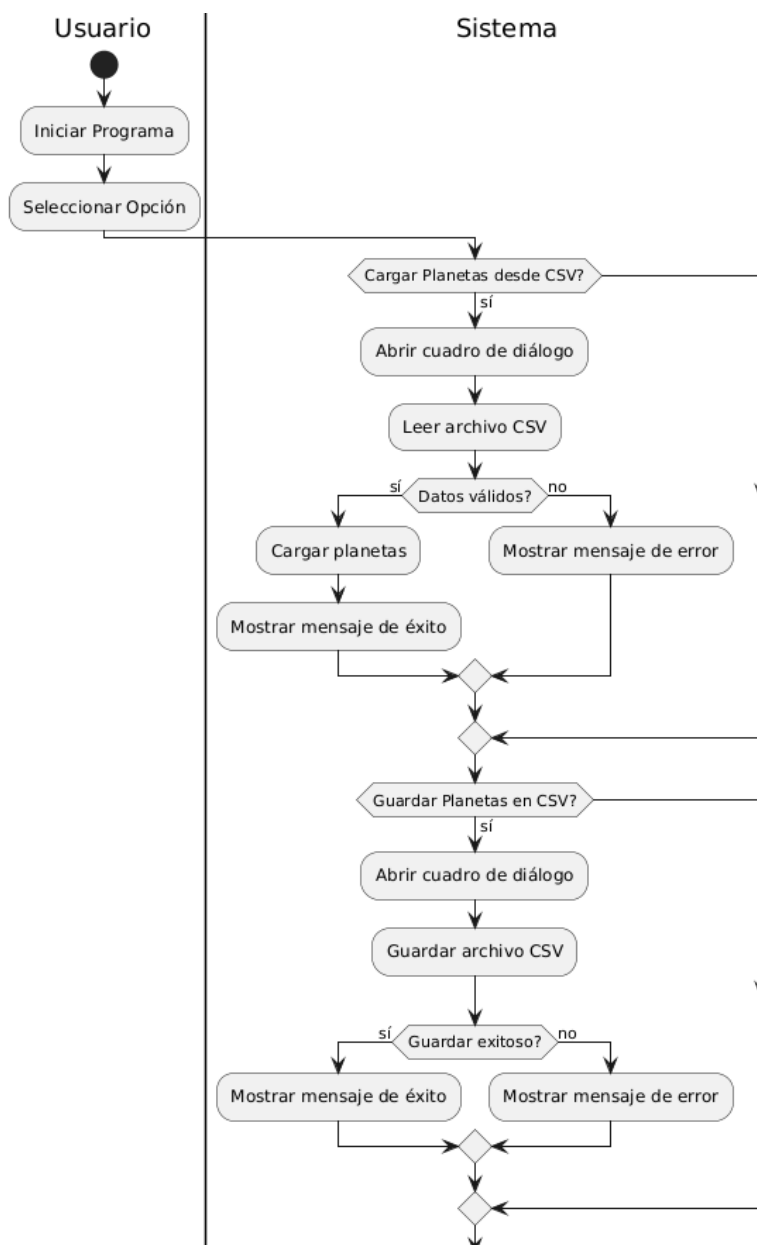 Usuario
Sistema
Iniciar Programa
Seleccionar Opción
Cargar Planetas desde CSV?
sí
Abrir cuadro de diálogo
Leer archivo CSV
sí
Datos válidos?
no
Cargar planetas
Mostrar mensaje de error
Mostrar mensaje de éxito
Guardar Planetas en CSV?
sí
Abrir cuadro de diálogo
Guardar archivo CSV
sí
Guardar exitoso?
no
Mostrar mensaje de éxito
Mostrar mensaje de error